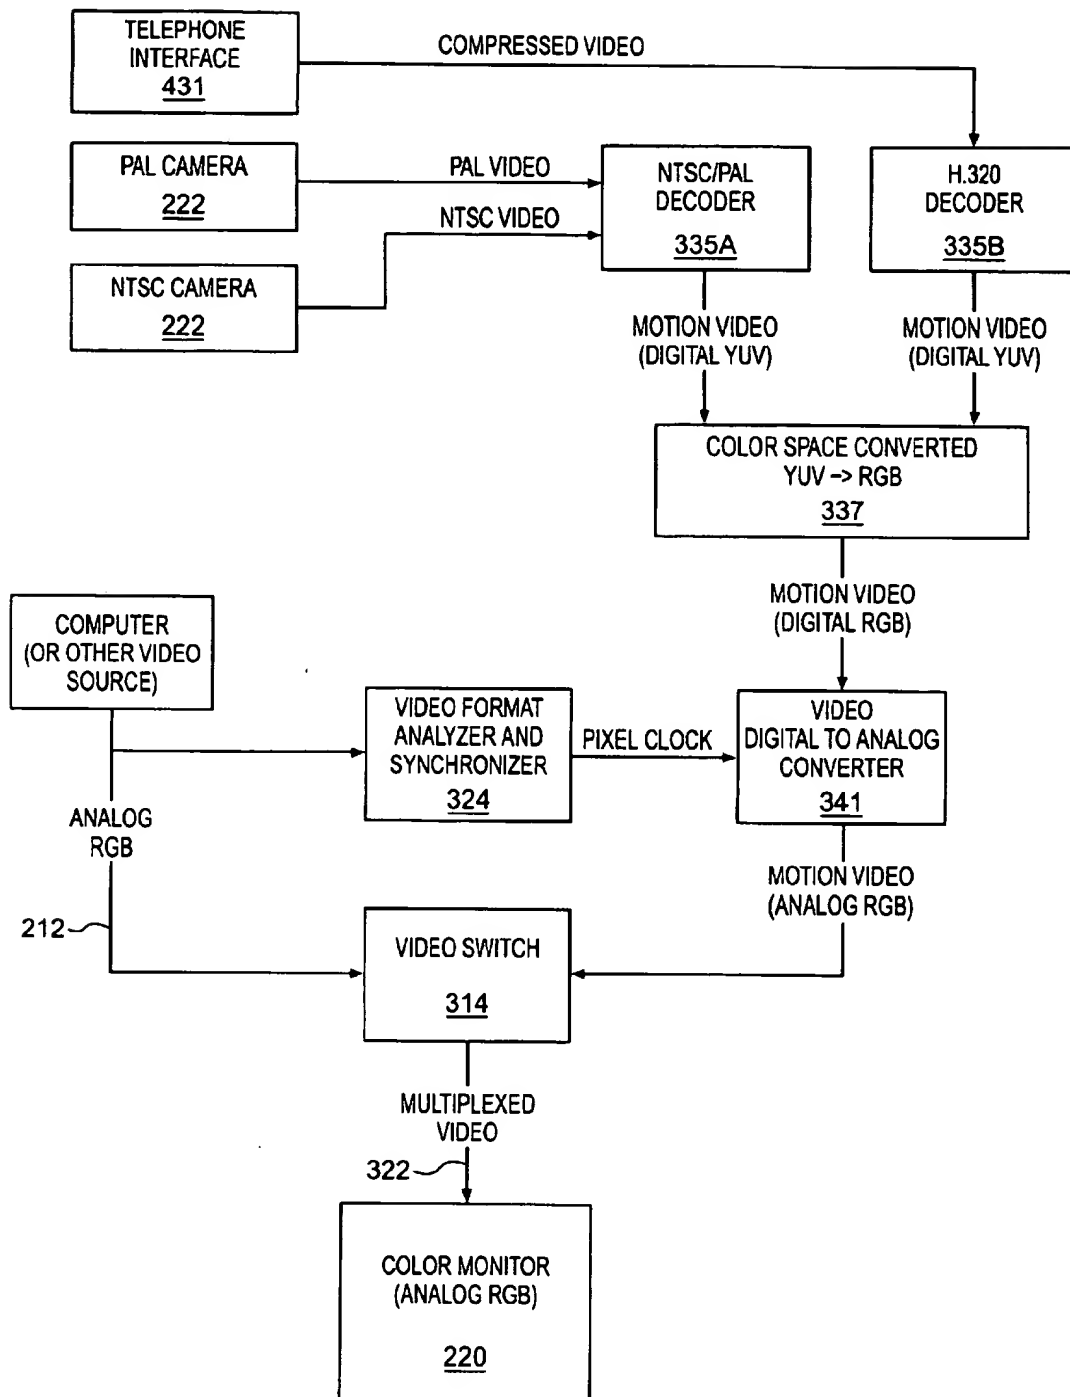 TELEPHONE
INTERFACE
431
COMPRESSED VIDEO
PAL CAMERA
222
PAL VIDEO
NTSC/PAL
DECODER
335A
H.320
DECODER
335B
NTSC VIDEO
NTSC CAMERA
222
MOTION VIDEO
(DIGITAL YUV)
MOTION VIDEO
(DIGITAL YUV)
COLOR SPACE CONVERTED
YUV -> RGB
337
MOTION VIDEO
(DIGITAL RGB)
COMPUTER
(OR OTHER VIDEO
SOURCE)
VIDEO FORMAT
ANALYZER AND
SYNCHRONIZER
324
PIXEL CLOCK
VIDEO
DIGITAL TO ANALOG
CONVERTER
341
ANALOG
RGB
MOTION VIDEO
(ANALOG RGB)
212
VIDEO SWITCH
314
MULTIPLEXED
VIDEO
322
COLOR MONITOR
(ANALOG RGB)
220